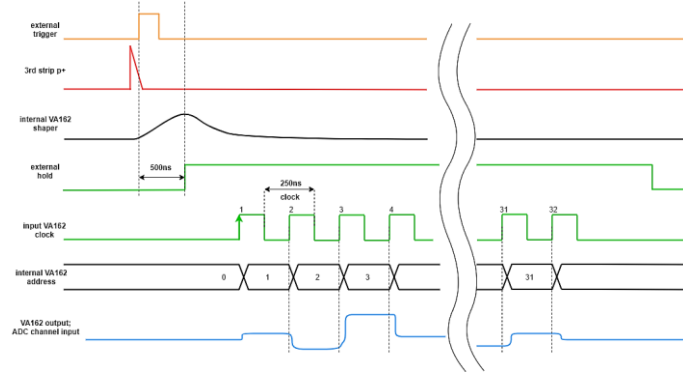 external
trigger
3rd strip p+
internal VA162
shaper
500ns
external
hold
250ns
clock
1 2 3 4 31 32
input VA162
clock
internal VA162
address
0 1 2 3 31
VA162 output;
ADC channel input